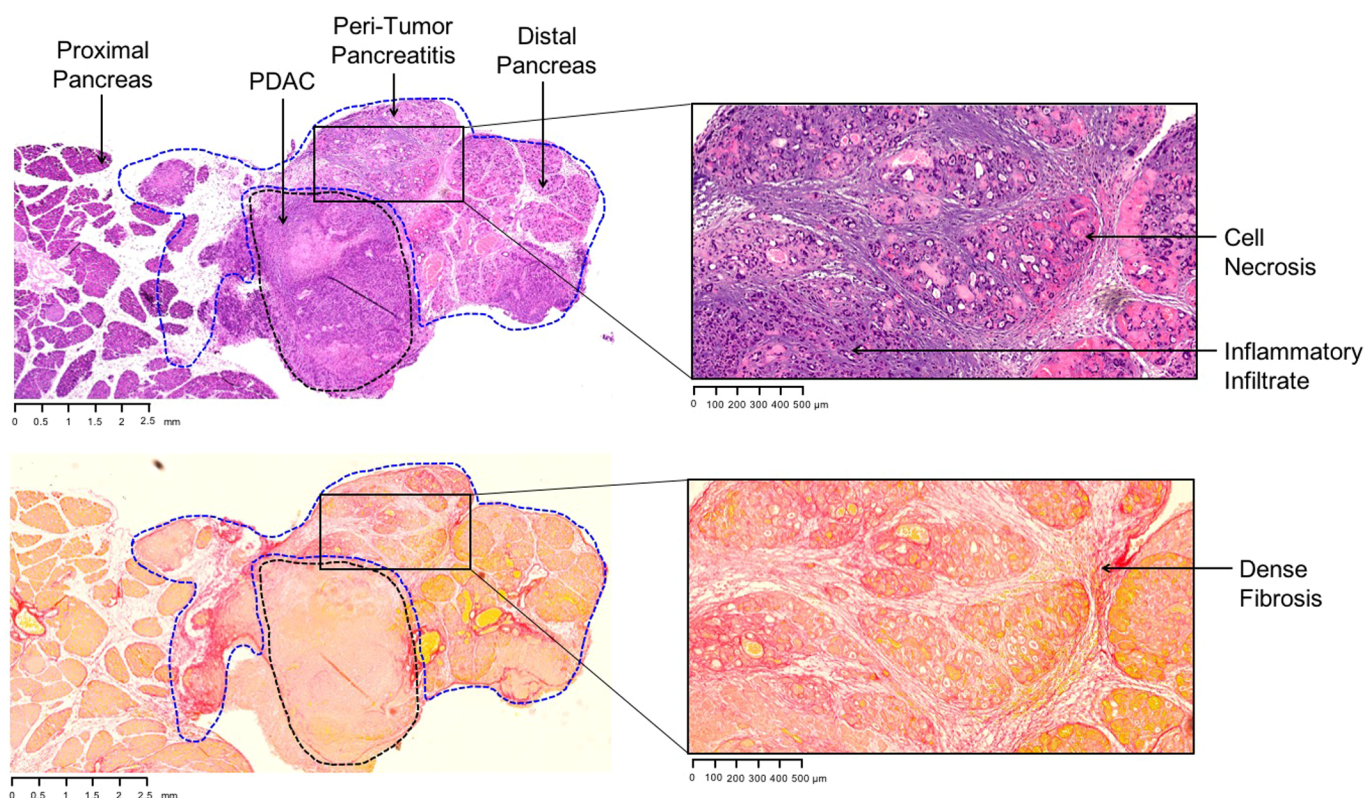 Proximal
Pancreas
PDAC
Peri-Tumor
Pancreatitis
Distal
Pancreas
Cell
Necrosis
Inflammatory
Infiltrate
0 0.5 1 1.5 2 2.5 mm
0 100 200 300 400 500 µm
Dense
Fibrosis
0 0.5 1 1.5 2 2.5 mm
0 100 200 300 400 500 µm